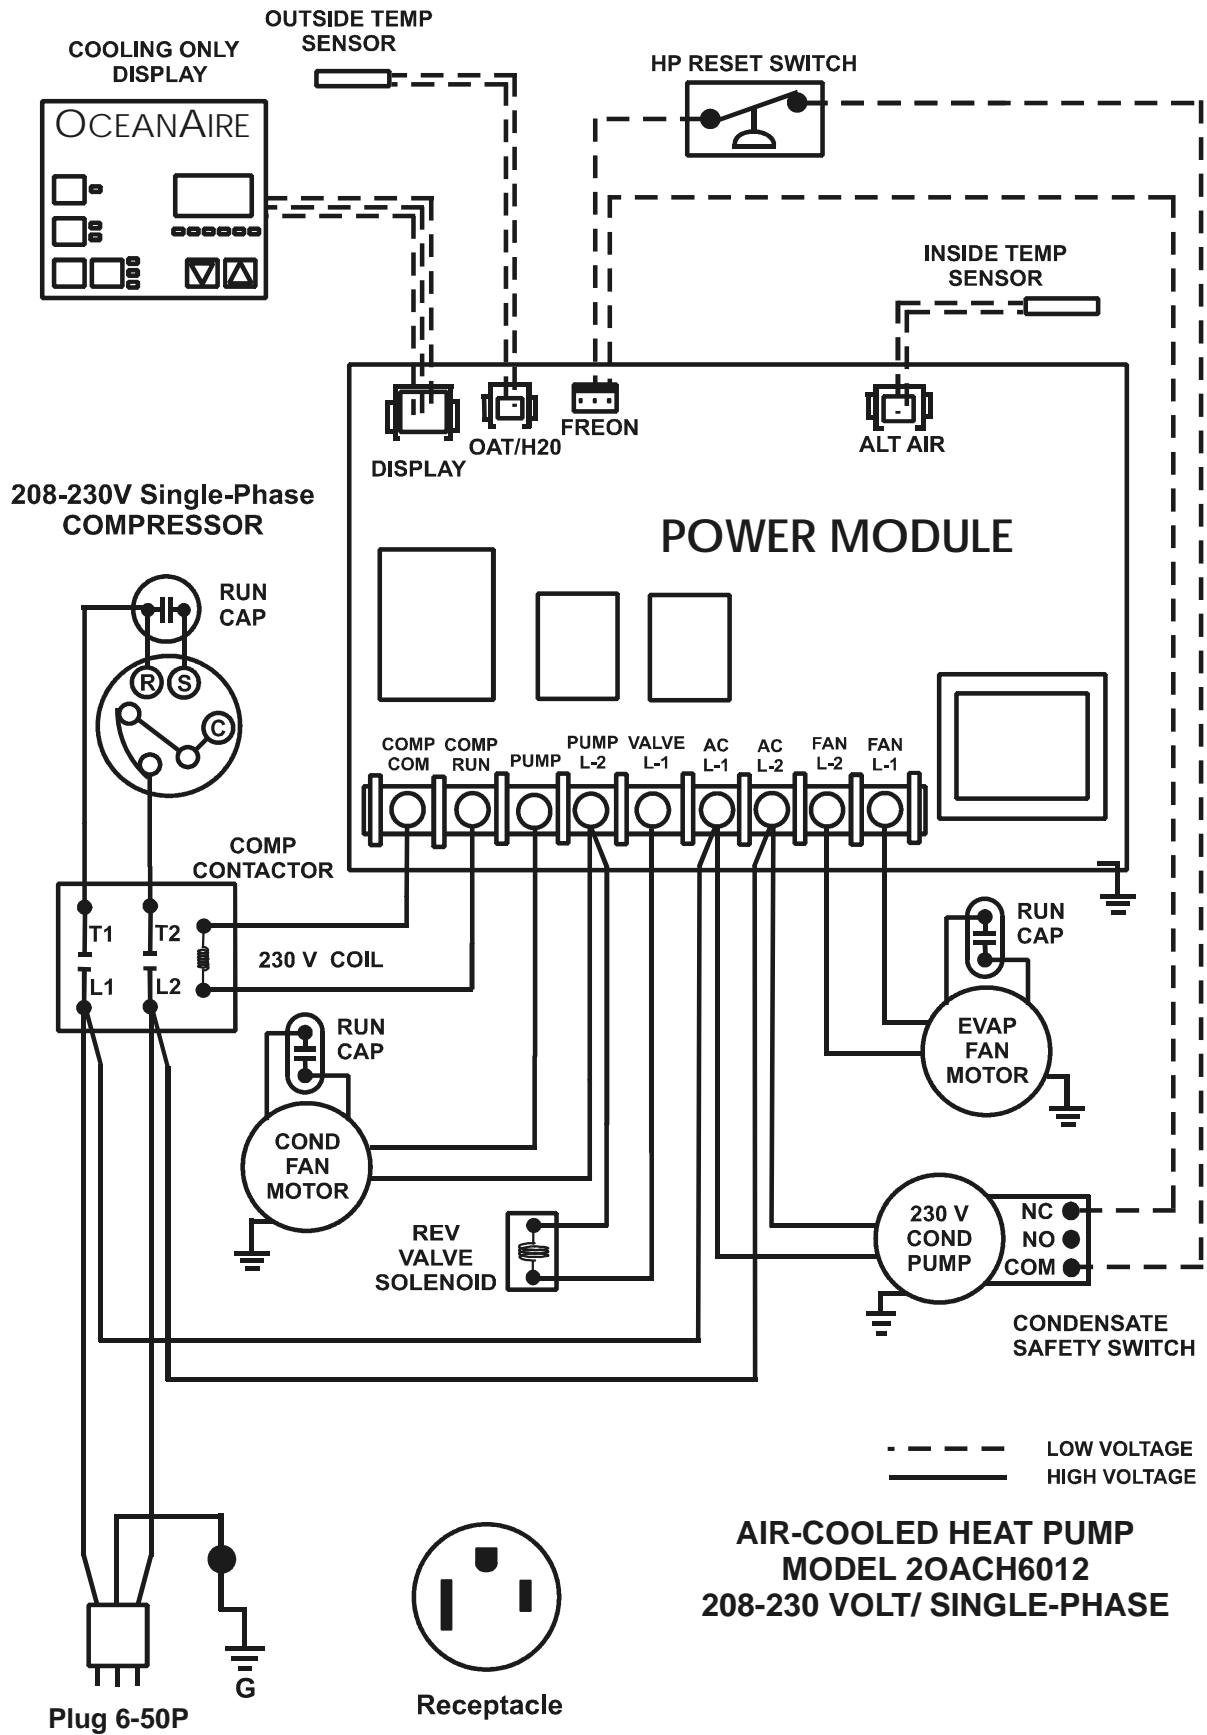 OUTSIDE TEMP
SENSOR
COOLING ONLY
DISPLAY
HP RESET SWITCH
OCEANAIRE
INSIDE TEMP
SENSOR
DISPLAY
OAT/H20
FREON
ALT AIR
208-230V Single-Phase
COMPRESSOR
POWER MODULE
RUN
CAP
R
S
C
COMP
COM
COMP
RUN
PUMP
PUMP
L-2
VALVE
L-1
AC
L-1
AC
L-2
FAN
L-2
FAN
L-1
COMP
CONTACTOR
T1
T2
L1
L2
230 V COIL
RUN
CAP
EVAP
FAN
MOTOR
RUN
CAP
COND
FAN
MOTOR
REV
VALVE
SOLENOID
230 V
COND
PUMP
NC
NO
COM
CONDENSATE
SAFETY SWITCH
LOW VOLTAGE
HIGH VOLTAGE
AIR-COOLED HEAT PUMP
MODEL 2OACH6012
208-230 VOLT/ SINGLE-PHASE
G
Plug 6-50P
Receptacle